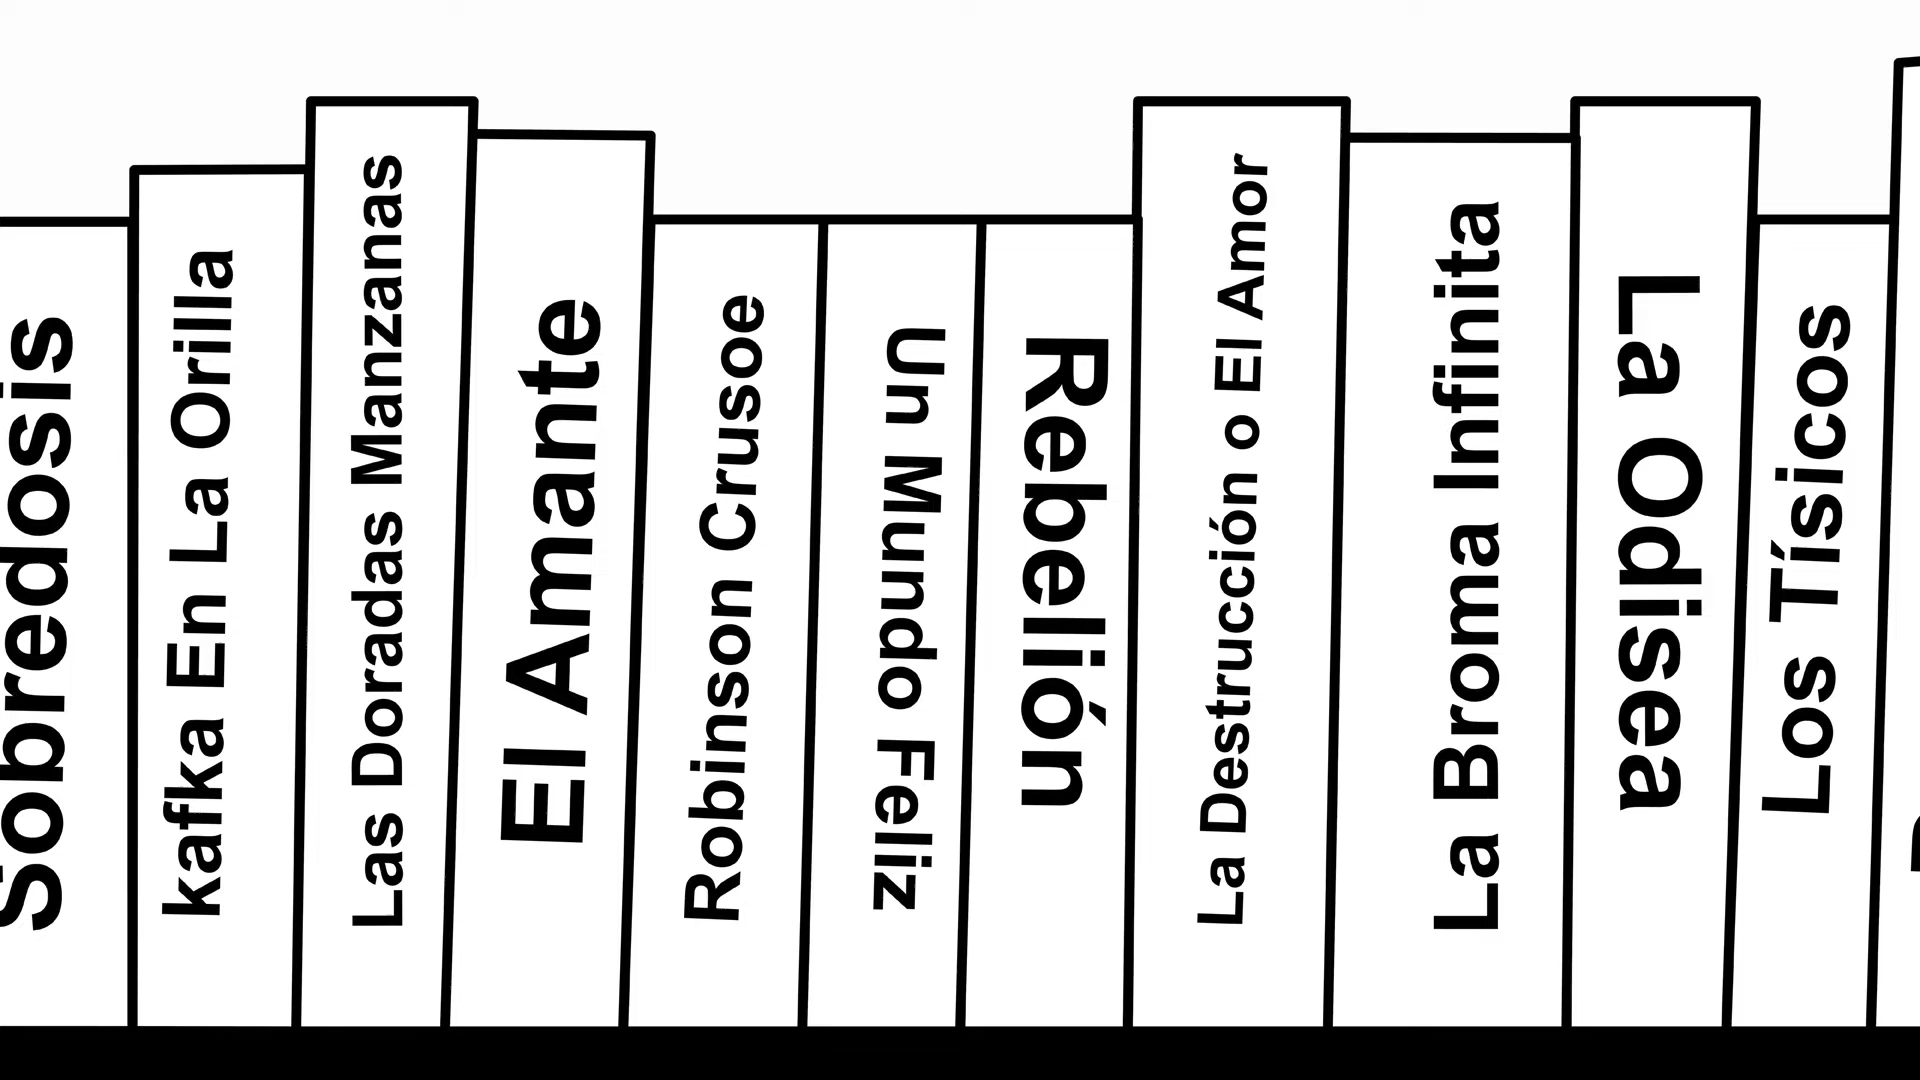 Sobredosis
kafka En La Orilla
Las Doradas Manzanas
El Amante
Robinson Crusoe
Un Mundo Feliz
Rebelión
La Destrucción o El Amor
La Broma Infinita
La Odisea
Los Tísicos